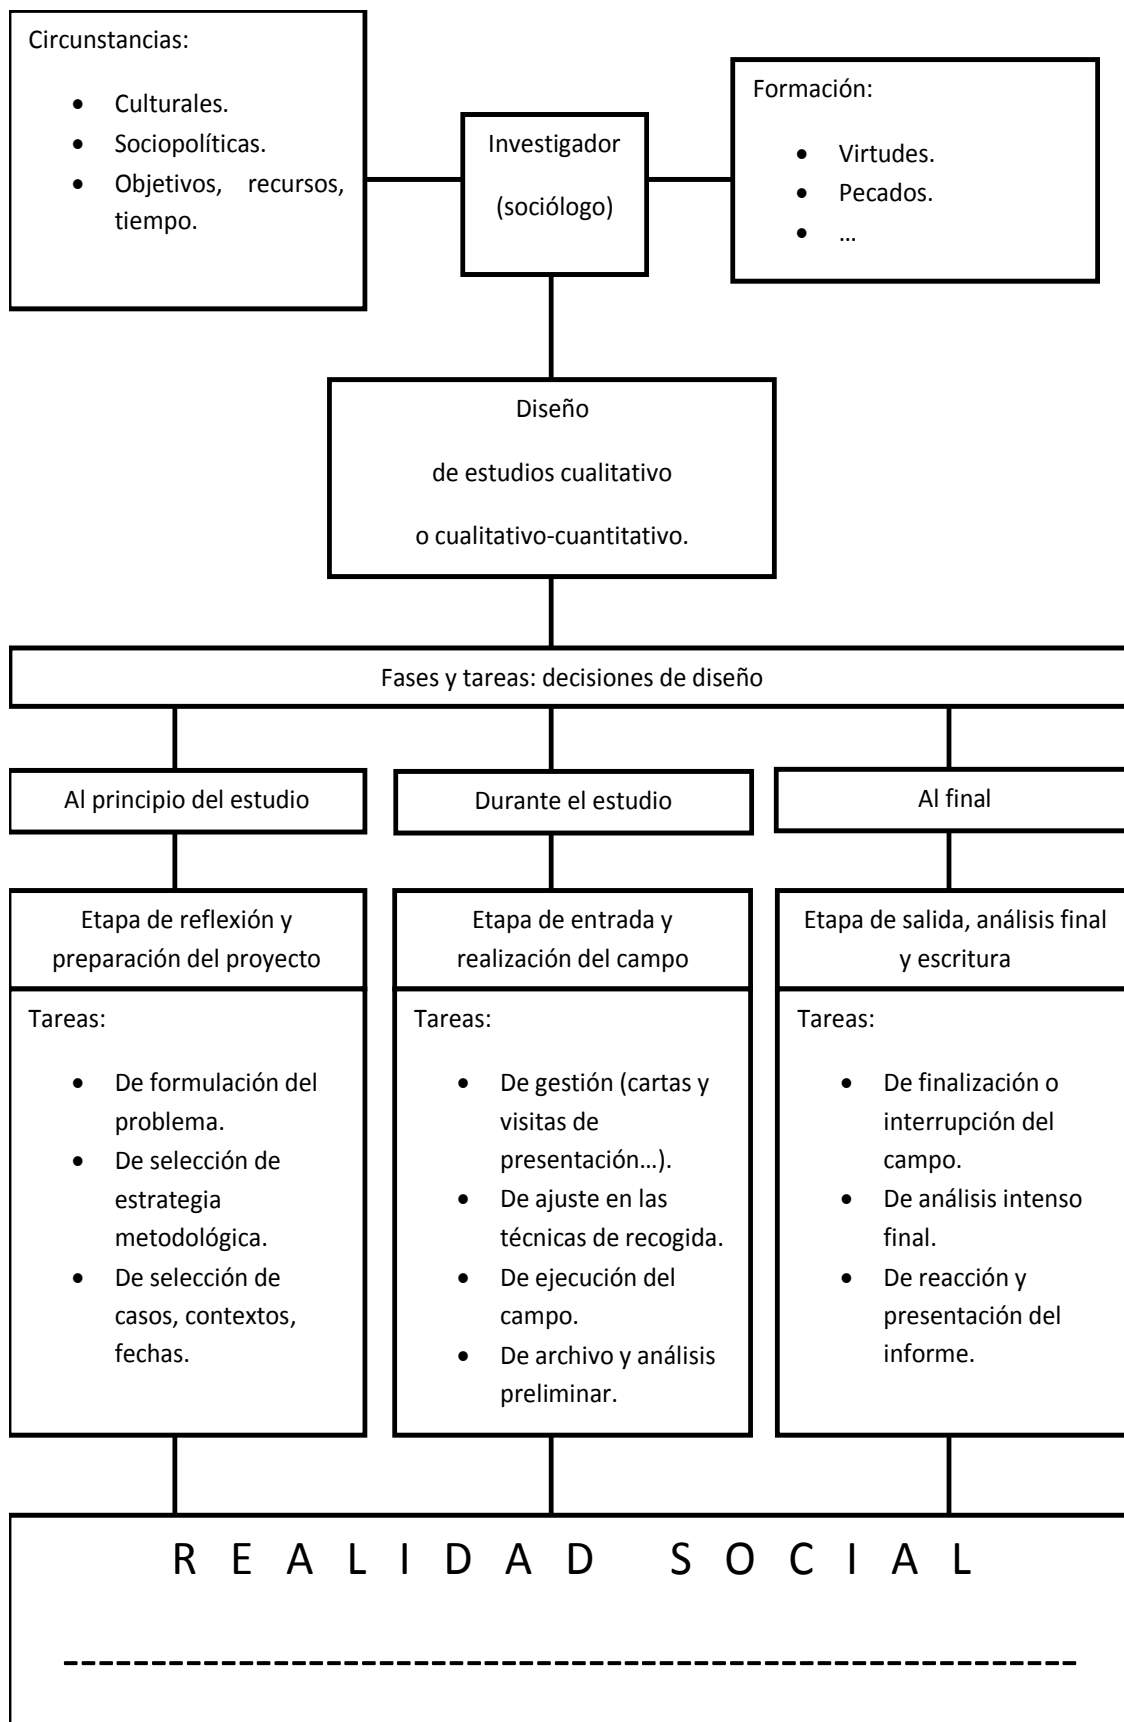 Circunstancias:
• Culturales.
• Sociopolíticas.
• Objetivos, recursos,
tiempo.
Investigador
(sociólogo)
Formación:
• Virtudes.
• Pecados.
• ...
Diseño
de estudios cualitativo
o cualitativo-cuantitativo.
Fases y tareas: decisiones de diseño
Al principio del estudio
Durante el estudio
Al final
Etapa de reflexión y
preparación del proyecto
Tareas:
• De formulación del
problema.
• De selección de
estrategia
metodológica.
• De selección de
casos, contextos,
fechas.
Etapa de entrada y
realización del campo
Tareas:
• De gestión (cartas y
visitas de
presentación...).
• De ajuste en las
técnicas de recogida.
• De ejecución del
campo.
• De archivo y análisis
preliminar.
Etapa de salida, análisis final
y escritura
Tareas:
• De finalización o
interrupción del
campo.
• De análisis intenso
final.
• De reacción y
presentación del
informe.
R E A L I D A D S O C I A L